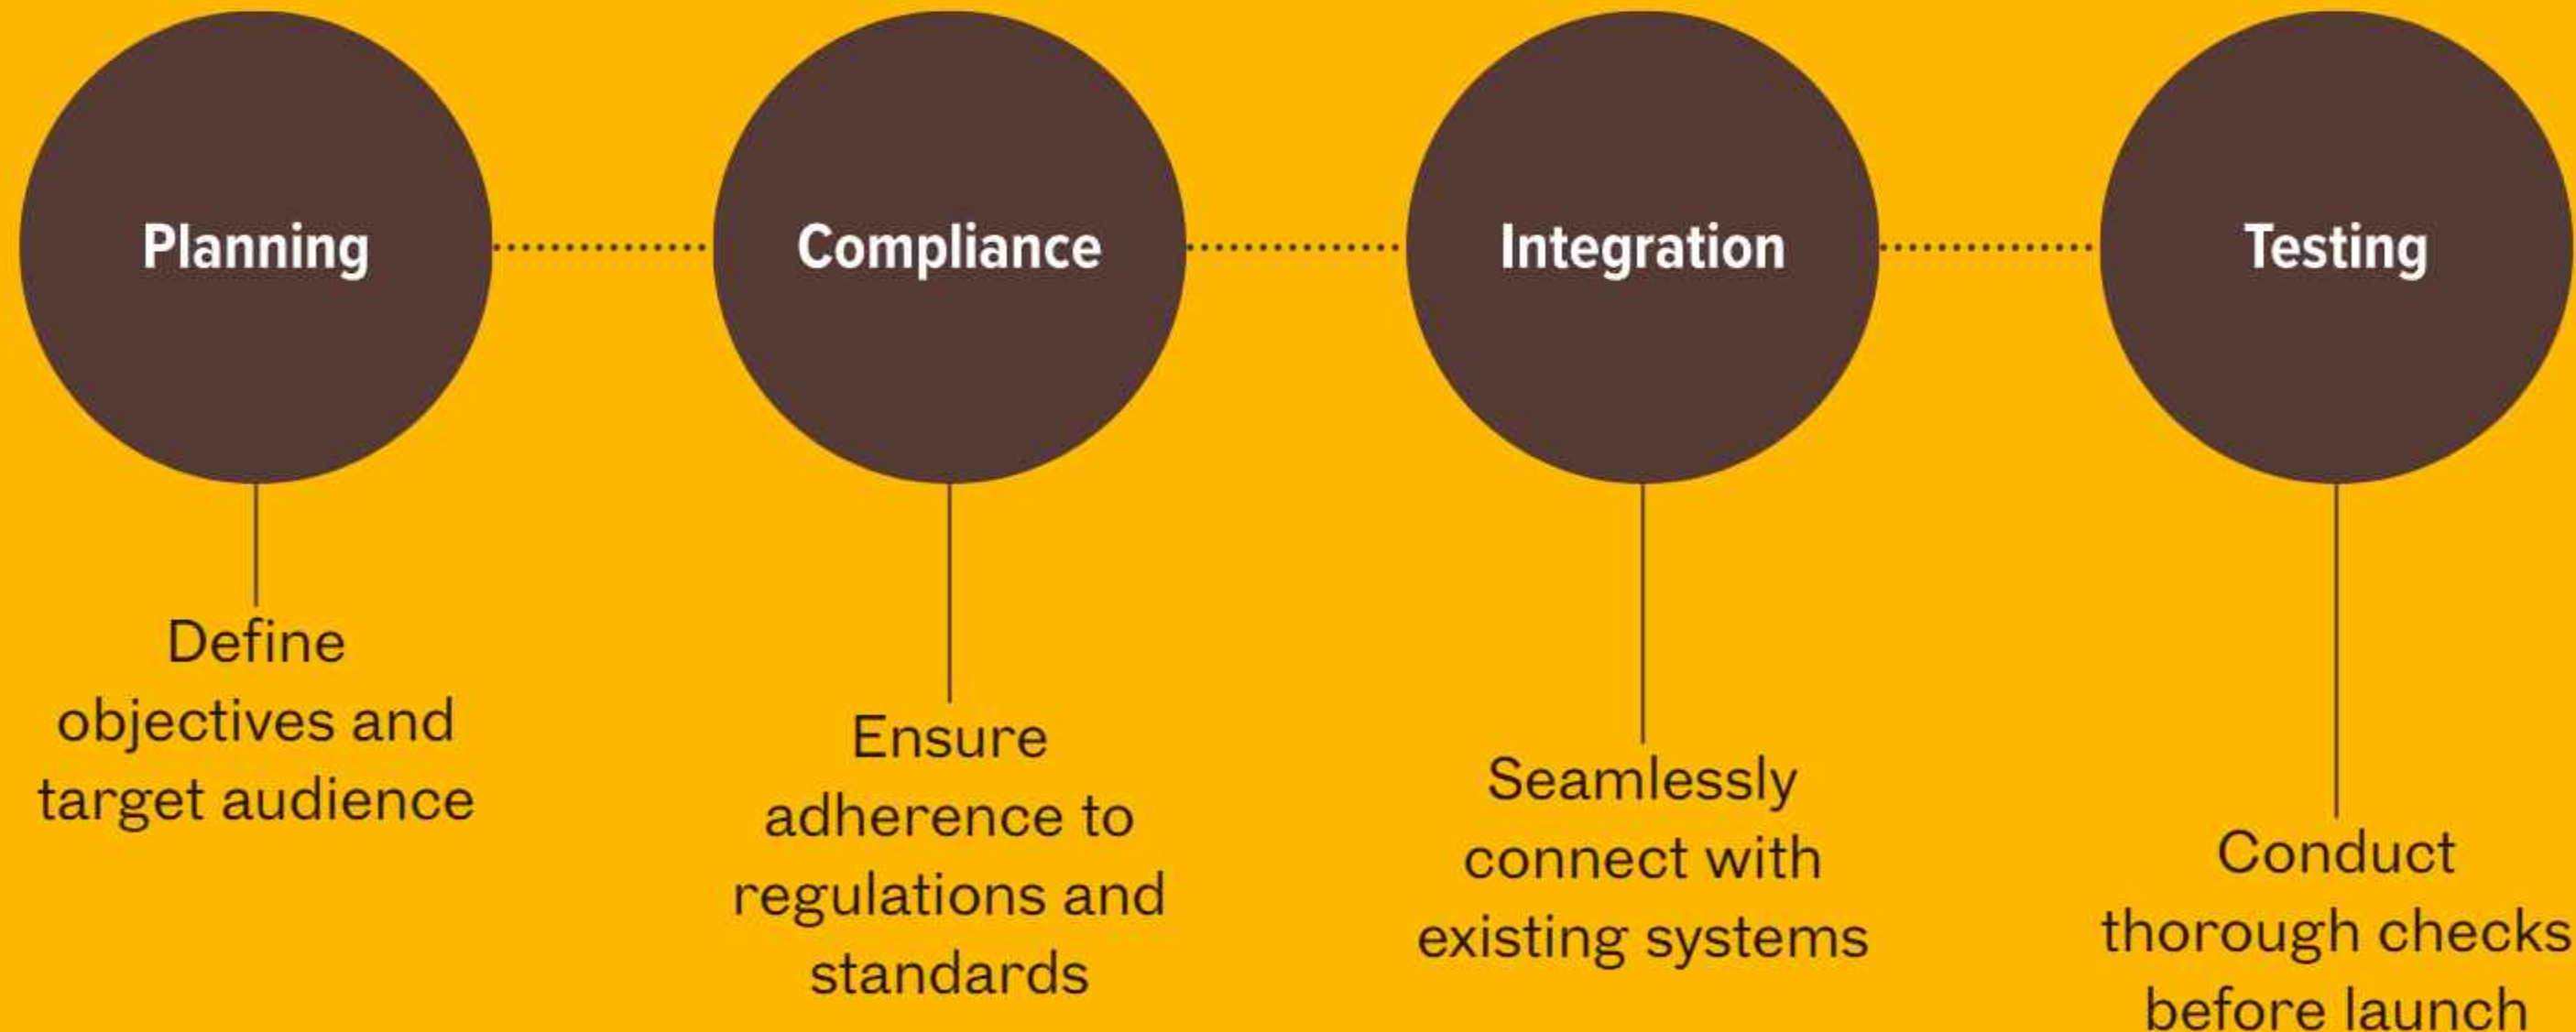 Planning
Define
objectives and
target audience
Compliance
Ensure
adherence to
regulations and
standards
Integration
Seamlessly
connect with
existing systems
Testing
Conduct
thorough checks
before launch